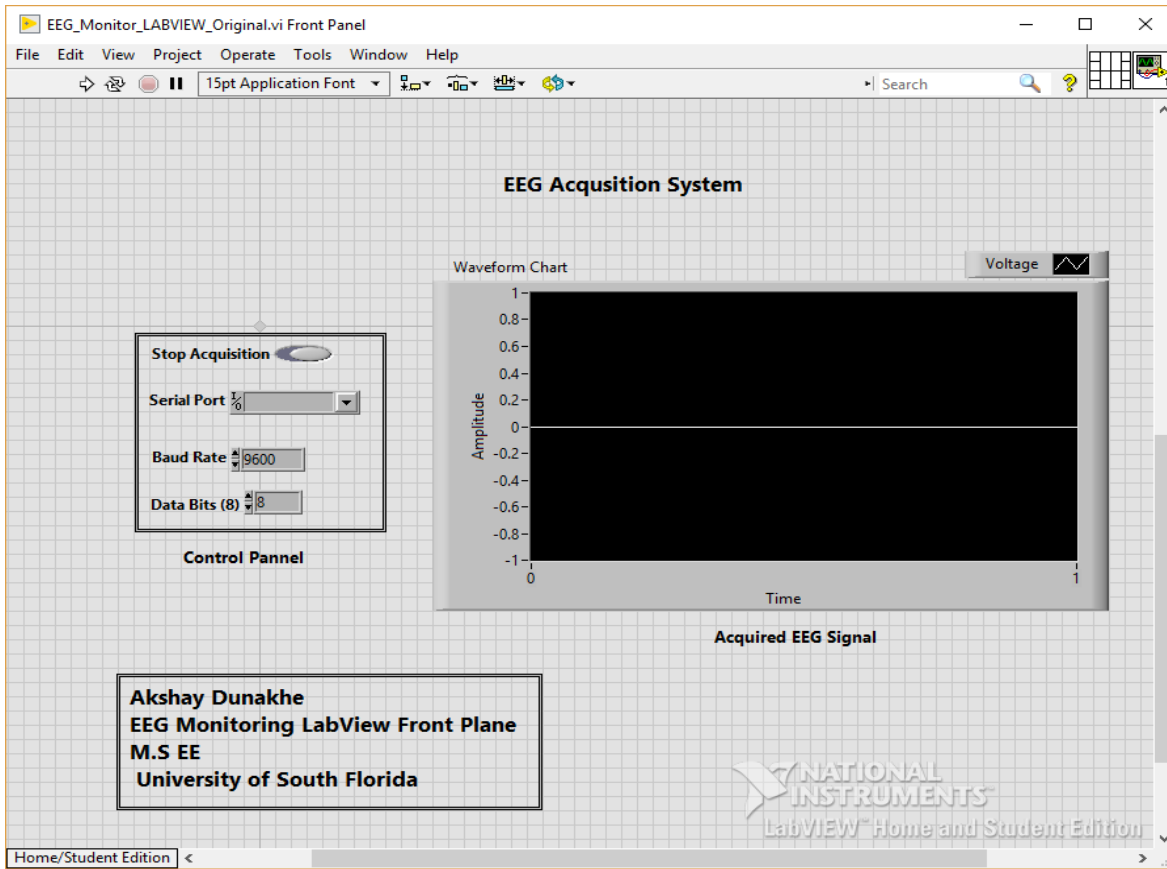 EEG_Monitor_LABVIEW_Original.vi Front Panel
File Edit View Project Operate Tools Window Help
15pt Application Font
Search
EEG Acqusition System
Waveform Chart
Voltage
Amplitude
1
0.8
0.6
0.4
0.2
0
-0.2
-0.4
-0.6
-0.8
-1
0 1
Time
Acquired EEG Signal
Stop Acquisition
Serial Port I/O
Baud Rate 9600
Data Bits (8) 8
Control Pannel
Akshay Dunakhe
EEG Monitoring LabView Front Plane
M.S EE
University of South Florida
NATIONAL
INSTRUMENTS™
LabVIEW™ Home and Student Edition
Home/Student Edition